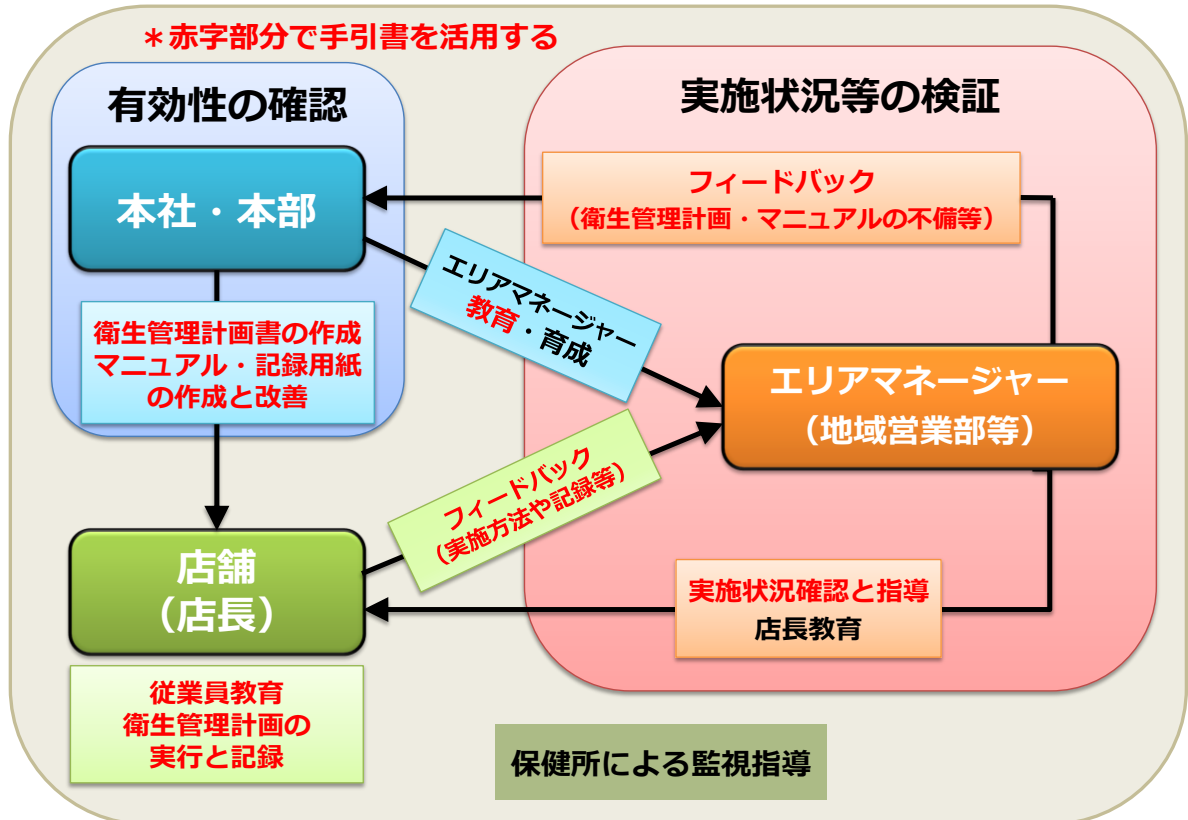 ＊赤字部分で手引書を活用する
有効性の確認
本社・本部
衛生管理計画書の作成
マニュアル・記録用紙
の作成と改善
実施状況等の検証
フィードバック
（衛生管理計画・マニュアルの不備等）
エリアマネージャー
教育・育成
エリアマネージャー
（地域営業部等）
フィードバック
（実施方法や記録等）
店舗
（店長）
実施状況確認と指導
店長教育
従業員教育
衛生管理計画の
実行と記録
保健所による監視指導